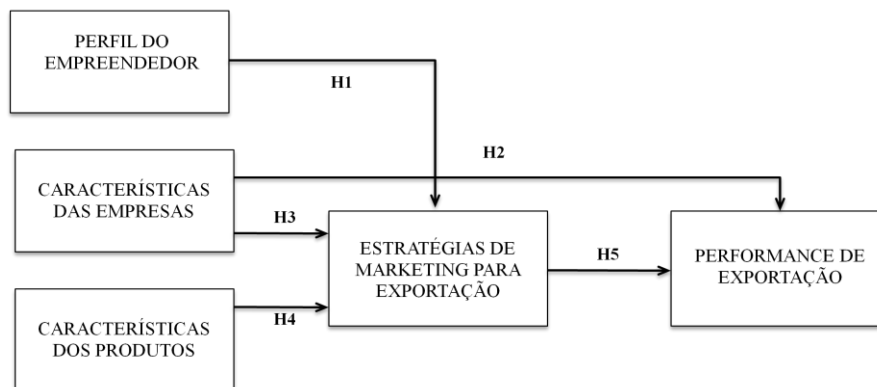 PERFIL DO
EMPREENDEDOR
H1
H2
CARACTERÍSTICAS
DAS EMPRESAS
H3
ESTRATÉGIAS DE
MARKETING PARA
EXPORTAÇÃO
H5
PERFORMANCE DE
EXPORTAÇÃO
H4
CARACTERÍSTICAS
DOS PRODUTOS